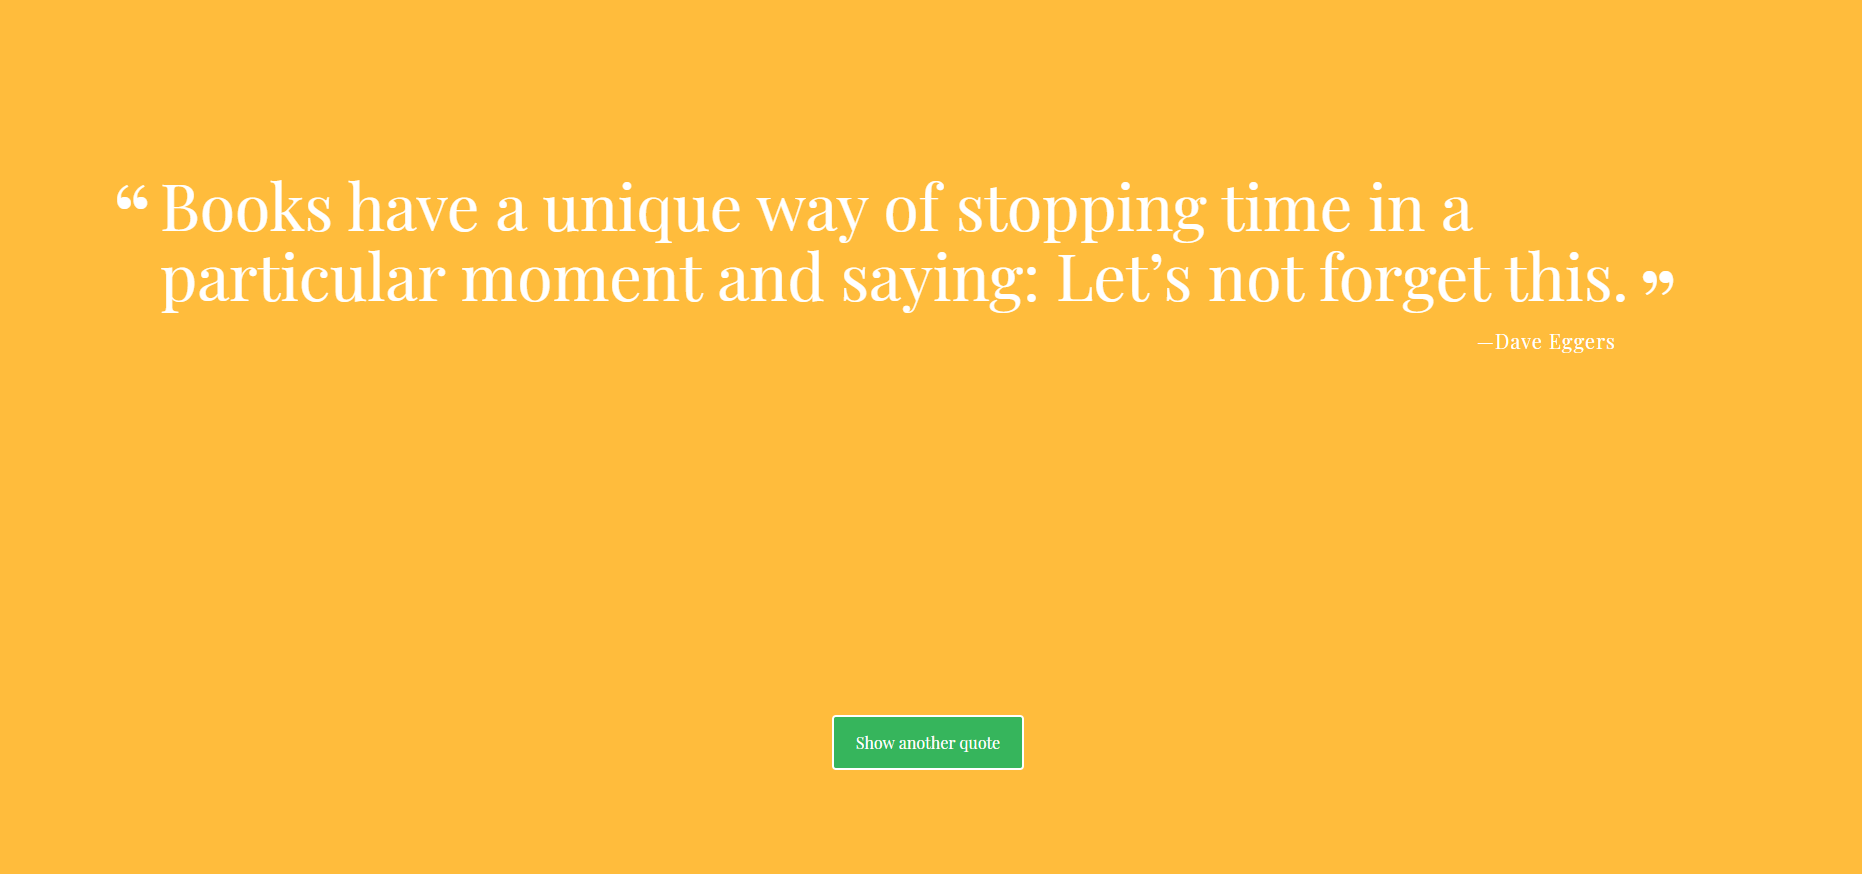 “Books have a unique way of stopping time in a
particular moment and saying: Let’s not forget this.”
—Dave Eggers
Show another quote